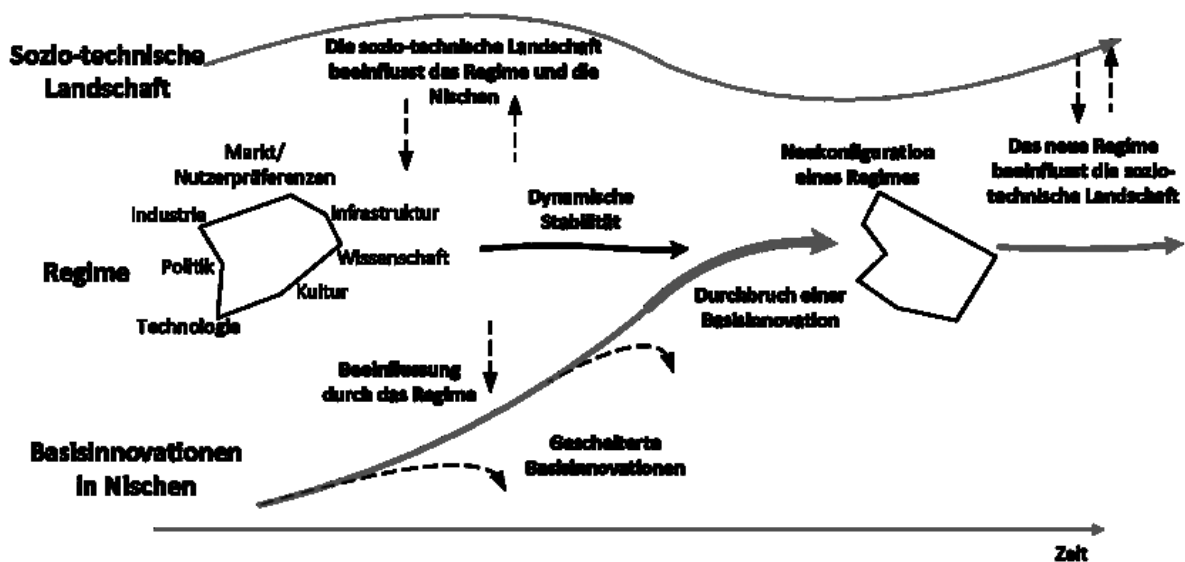 Sozio-technische
Landschaft
Die sozio-technische Landschaft
beeinflusst das Regime und die
Nischen
Markt/
Nutzerpräferenzen
Industrie
Infrastruktur
Politik
Wissenschaft
Kultur
Technologie
Regime
Dynamische
Stabilität
Neukonfiguration
eines Regimes
Das neue Regime
beeinflusst die sozio-
technische Landschaft
Durchbruch einer
Basisinnovation
Beeinflussung
durch das Regime
Basisinnovationen
in Nischen
Gescheiterte
Basisinnovationen
Zeit